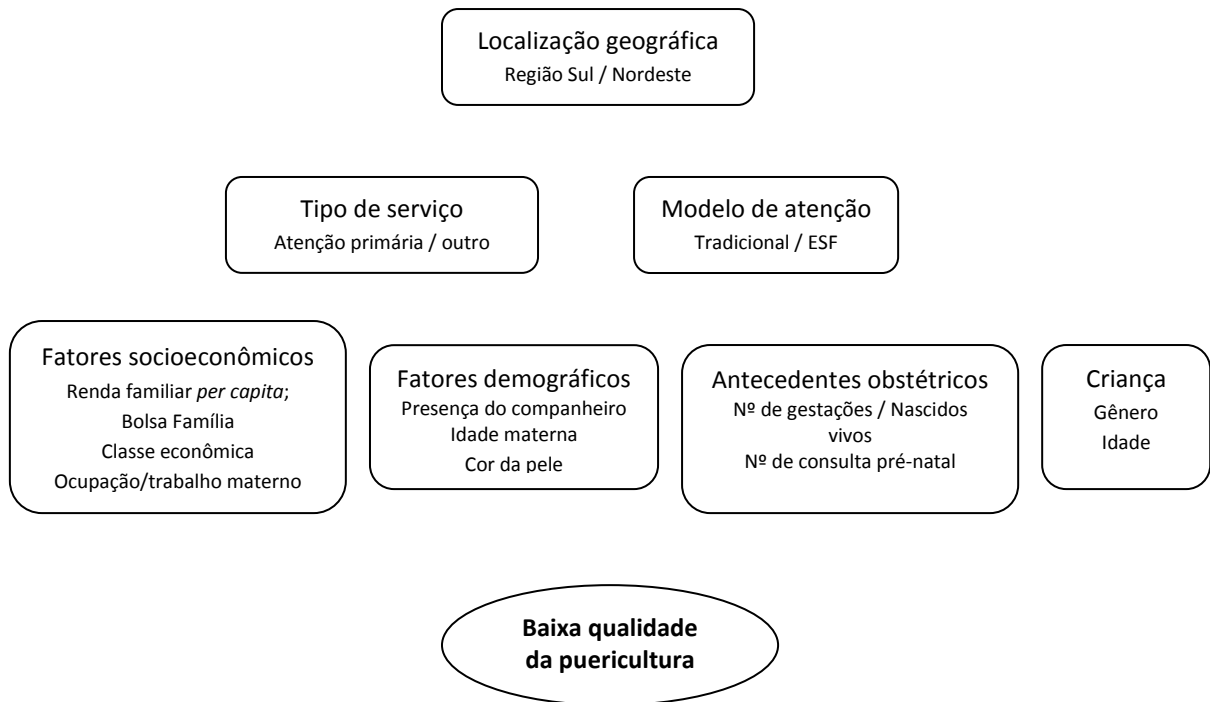 Localização geográfica
Região Sul / Nordeste
Tipo de serviço
Atenção primária / outro
Modelo de atenção
Tradicional / ESF
Fatores socioeconômicos
Renda familiar per capita;
Bolsa Família
Classe econômica
Ocupação/trabalho materno
Fatores demográficos
Presença do companheiro
Idade materna
Cor da pele
Antecedentes obstétricos
Nº de gestações / Nascidos
vivos
Nº de consulta pré-natal
Criança
Gênero
Idade
Baixa qualidade
da puericultura